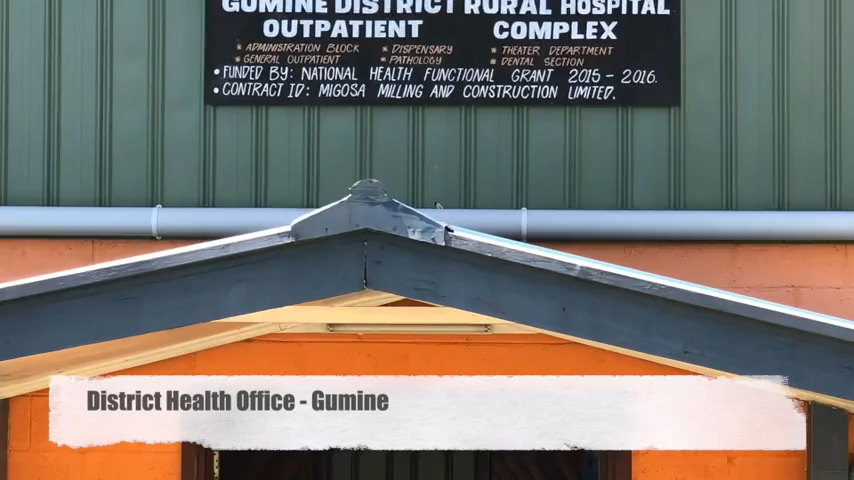 GUMINE DISTRICT RURAL HOSPITAL
OUTPATIENT COMPLEX
* ADMINISTRATION BLOCK * DISPENSARY * THEATER DEPARTMENT
* GENERAL OUTPATIENT * PATHOLOGY * DENTAL SECTION
• FUNDED BY: NATIONAL HEALTH FUNCTIONAL GRANT 2015 - 2016.
• CONTRACT ID: MIGOSA MILLING AND CONSTRUCTION LIMITED.
District Health Office - Gumine